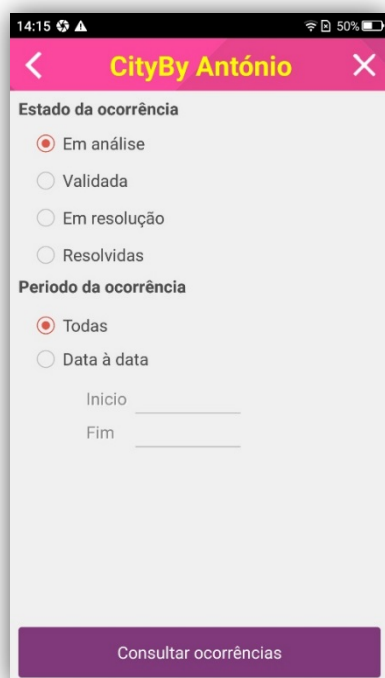 14:15 50%
CityBy António
Estado da ocorrência
Em análise
Validada
Em resolução
Resolvidas
Periodo da ocorrência
Todas
Data à data
Inicio
Fim
Consultar ocorrências